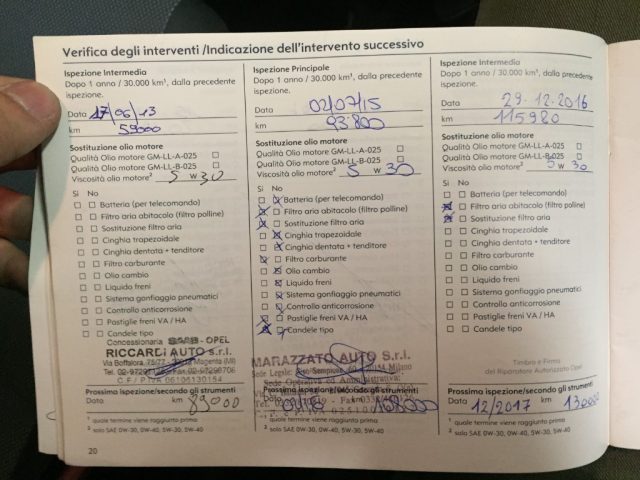 Verifica degli interventi /Indicazione dell'intervento successivo
Ispezione Intermedia
Dopo 1 anno / 30.000 km¹, dalla precedente
ispezione.
Data 17/06/13
km 59000
Sostituzione olio motore
Qualità Olio motore GM-LL-A-025 ☐
Qualità Olio motore GM-LL-B-025 ☐
Viscosità olio motore² 5 W 30
Si No
Batteria (per telecomando)
Filtro aria abitacolo (filtro polline)
Sostituzione filtro aria
Cinghia trapezoidale
Cinghia dentata + tenditore
Filtro carburante
Olio cambio
Liquido freni
Sistema gonfiaggio pneumatici
Controllo anticorrosione
Pastiglie freni VA / HA
Candele tipo
Concessionaria SAAB - OPEL
RICCARDI AUTO s.r.l.
Prossima ispezione/secondo gli strumenti
Data km 89000
¹ quale termine viene raggiunto prima
² solo SAE 0W-30, 0W-40, 5W-30, 5W-40
20
Ispezione Principale
Dopo 1 anno / 30.000 km¹, dalla precedente
ispezione.
Data 02/07/15
km 93800
Sostituzione olio motore
Qualità Olio motore GM-LL-A-025 ☐
Qualità Olio motore GM-LL-B-025 ☐
Viscosità olio motore² 5 W 30
Si No
Batteria (per telecomando)
Filtro aria abitacolo (filtro polline)
Sostituzione filtro aria
Cinghia trapezoidale
Cinghia dentata + tenditore
Filtro carburante
Olio cambio
Liquido freni
Sistema gonfiaggio pneumatici
Controllo anticorrosione
Pastiglie freni VA / HA
Candele tipo
MARAZZATO AUTO S.r.l.
Prossima ispezione/secondo gli strumenti
Data km
¹ quale termine viene raggiunto prima
² solo SAE 0W-30, 0W-40, 5W-30, 5W-40
Ispezione Intermedia
Dopo 1 anno / 30.000 km¹, dalla precedente
ispezione.
Data 29.12.2016
km 115980
Sostituzione olio motore
Qualità Olio motore GM-LL-A-025 ☐
Qualità Olio motore GM-LL-B-025 ☐
Viscosità olio motore² 5 W 30
Si No
Batteria (per telecomando)
Filtro aria abitacolo (filtro polline)
Sostituzione filtro aria
Cinghia trapezoidale
Cinghia dentata + tenditore
Filtro carburante
Olio cambio
Liquido freni
Sistema gonfiaggio pneumatici
Controllo anticorrosione
Pastiglie freni VA / HA
Candele tipo
Timbro e Firma
del Riparatore Autorizzato Opel
Prossima ispezione/secondo gli strumenti
Data 12/2017 km 130000
¹ quale termine viene raggiunto prima
² solo SAE 0W-30, 0W-40, 5W-30, 5W-40